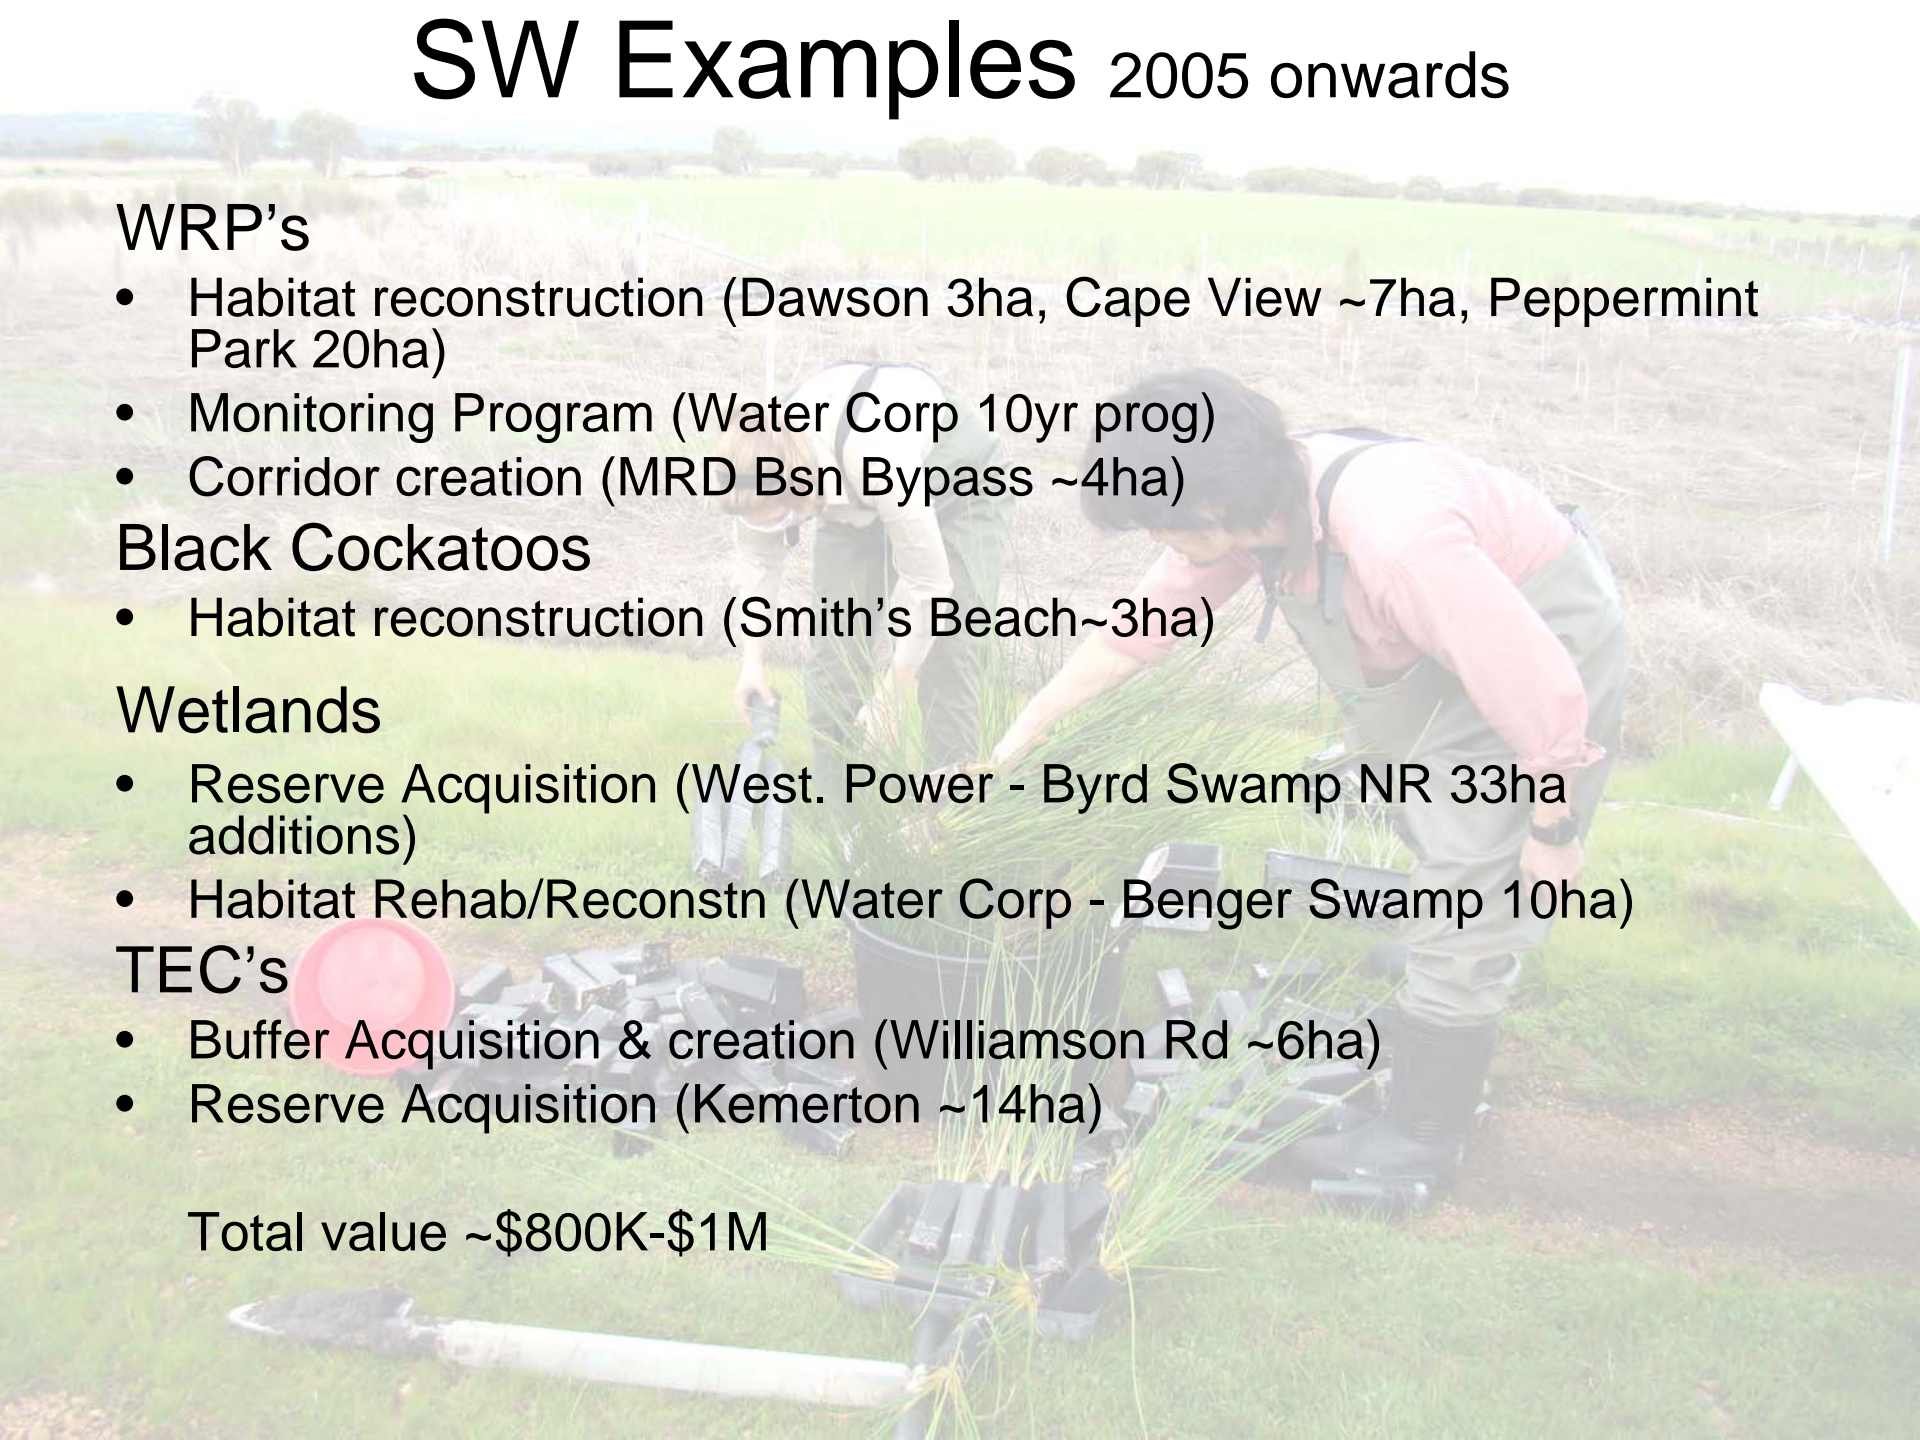 SW Examples 2005 onwards
WRP’s
• Habitat reconstruction (Dawson 3ha, Cape View ~7ha, Peppermint
Park 20ha)
• Monitoring Program (Water Corp 10yr prog)
• Corridor creation (MRD Bsn Bypass ~4ha)
Black Cockatoos
• Habitat reconstruction (Smith’s Beach~3ha)
Wetlands
• Reserve Acquisition (West. Power - Byrd Swamp NR 33ha
additions)
• Habitat Rehab/Reconstn (Water Corp - Benger Swamp 10ha)
TEC’s
• Buffer Acquisition & creation (Williamson Rd ~6ha)
• Reserve Acquisition (Kemerton ~14ha)
Total value ~$800K-$1M